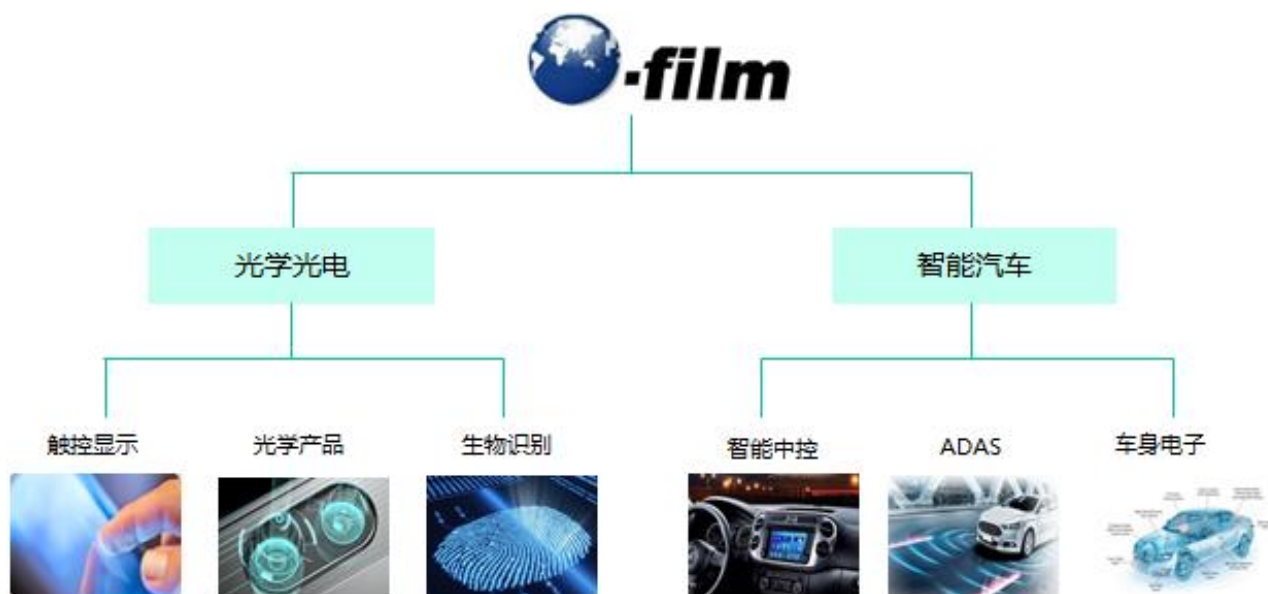 ·film
光学光电
智能汽车
触控显示
光学产品
生物识别
智能中控
ADAS
车身电子